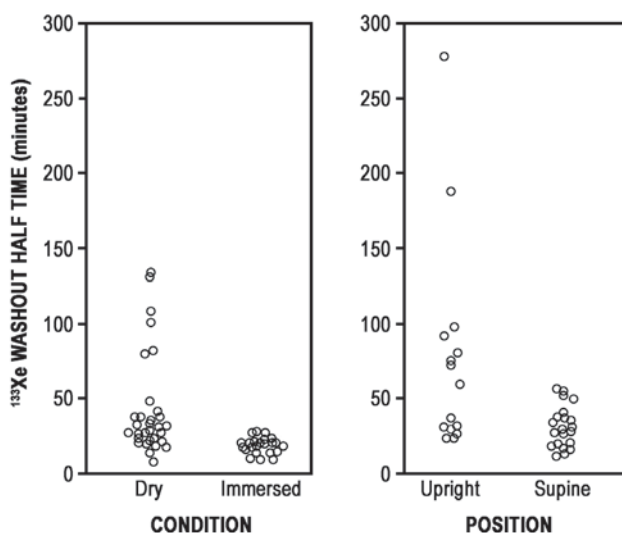 ¹³³Xe WASHOUT HALF TIME (minutes)
300
250
200
150
100
50
0
Dry
Immersed
CONDITION
300
250
200
150
100
50
0
Upright
Supine
POSITION